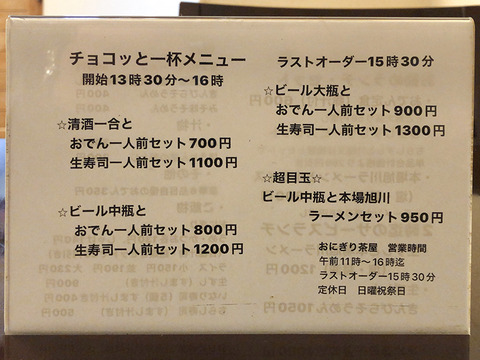 チョコッと一杯メニュー
開始13時30分〜16時
☆清酒一合と
おでん一人前セット700円
生寿司一人前セット1100円
☆ビール中瓶と
おでん一人前セット800円
生寿司一人前セット1200円
ラストオーダー15時30分
☆ビール大瓶と
おでん一人前セット900円
生寿司一人前セット1300円
☆超目玉☆
ビール中瓶と本場旭川
ラーメンセット950円
おにぎり茶屋 営業時間
午前11時〜16時迄
ラストオーダー15時30分
定休日 日曜祝祭日